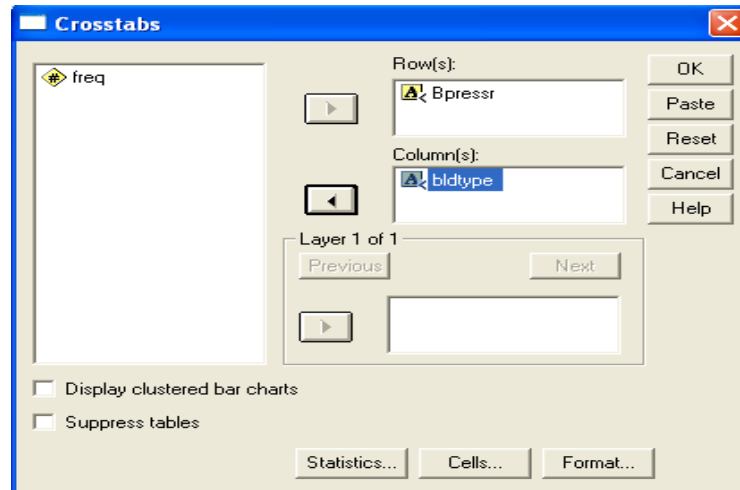 Crosstabs
freq
Row(s):
Bpressr
Column(s):
bldtype
OK
Paste
Reset
Cancel
Help
Layer 1 of 1
Previous
Next
Display clustered bar charts
Suppress tables
Statistics...
Cells...
Format...